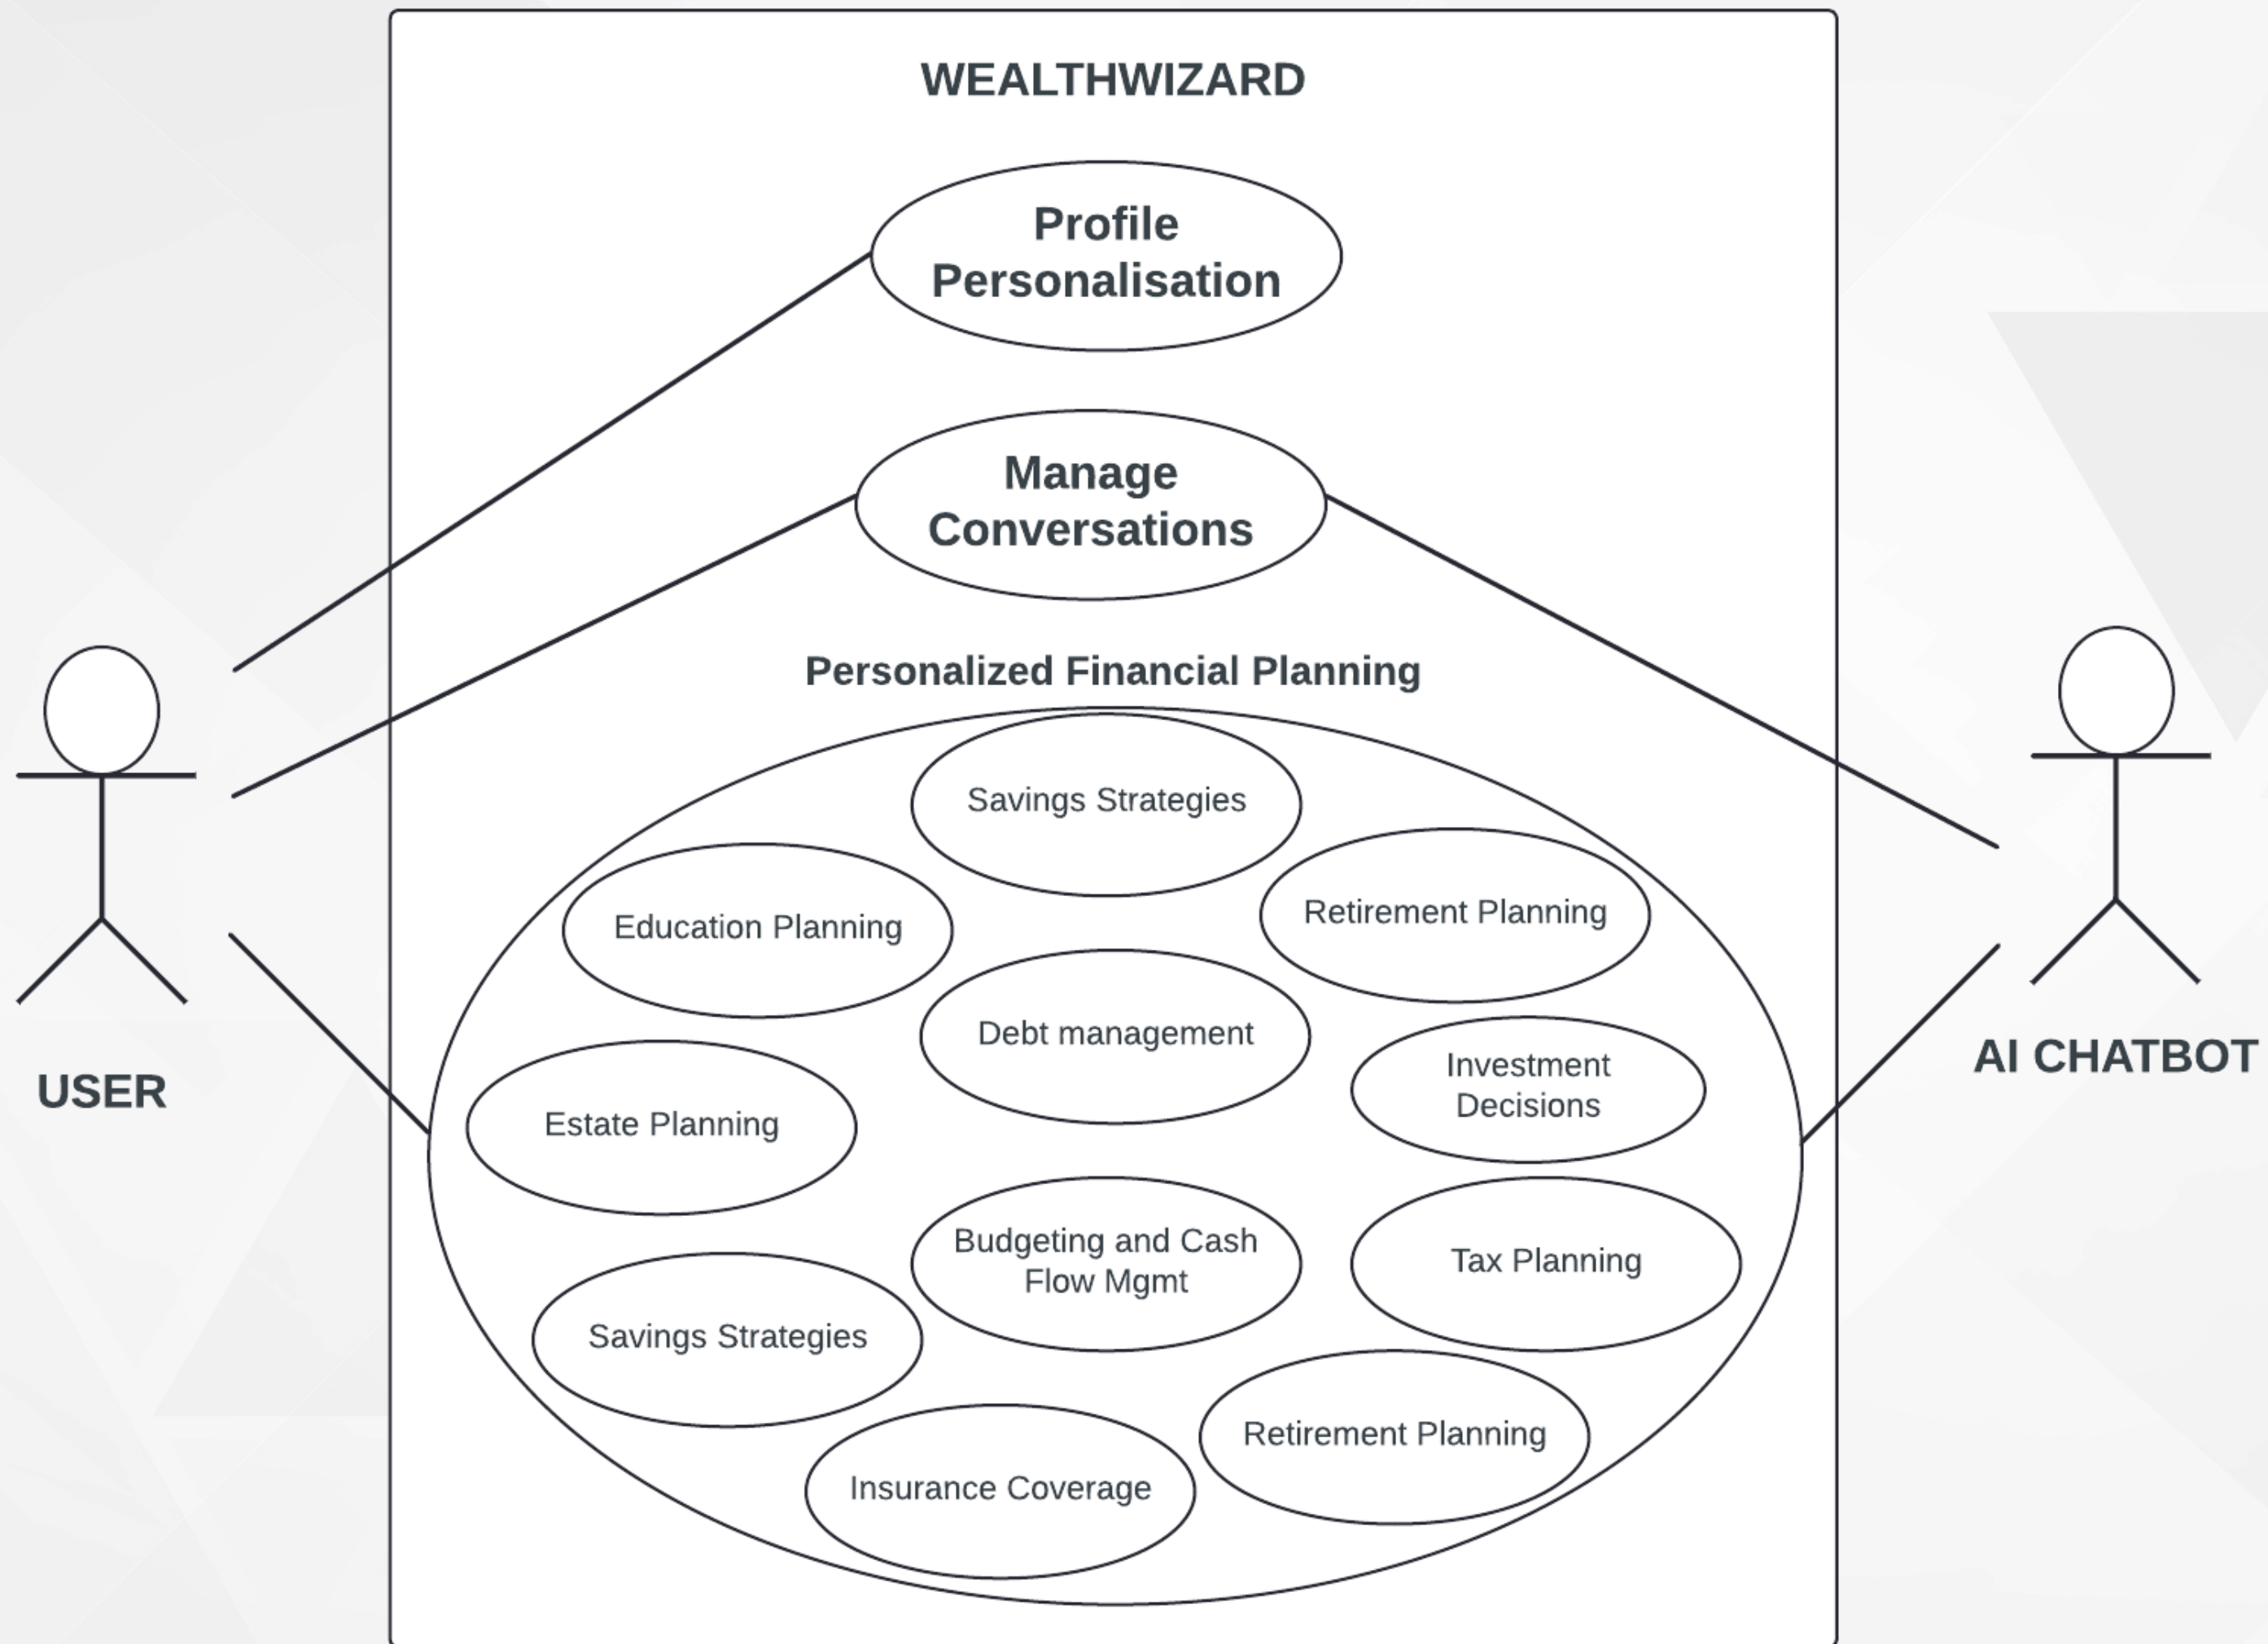 WEALTHWIZARD
Profile
Personalisation
Manage
Conversations
Personalized Financial Planning
Savings Strategies
Education Planning
Retirement Planning
Debt management
Investment
Decisions
Estate Planning
Budgeting and Cash
Flow Mgmt
Tax Planning
Savings Strategies
Retirement Planning
Insurance Coverage
USER
AI CHATBOT